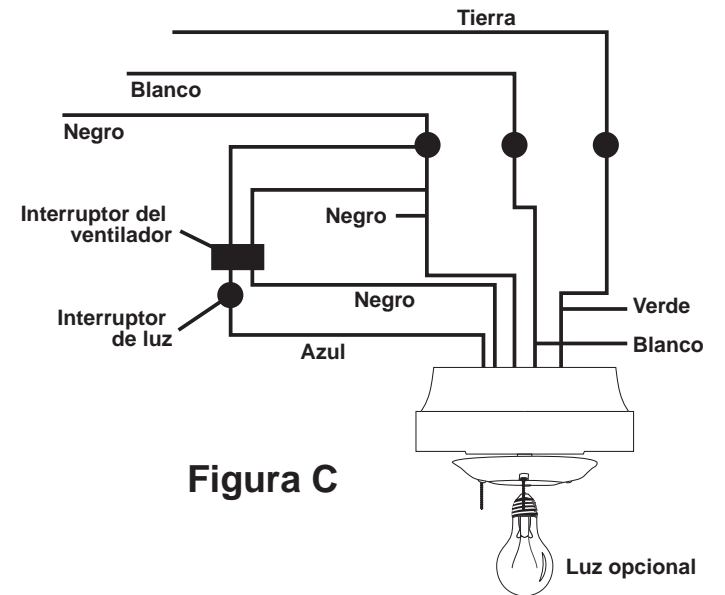 Tierra
Blanco
Negro
Interruptor del
ventilador
Negro
Negro
Interruptor
de luz
Azul
Verde
Blanco
Figura C
Luz opcional